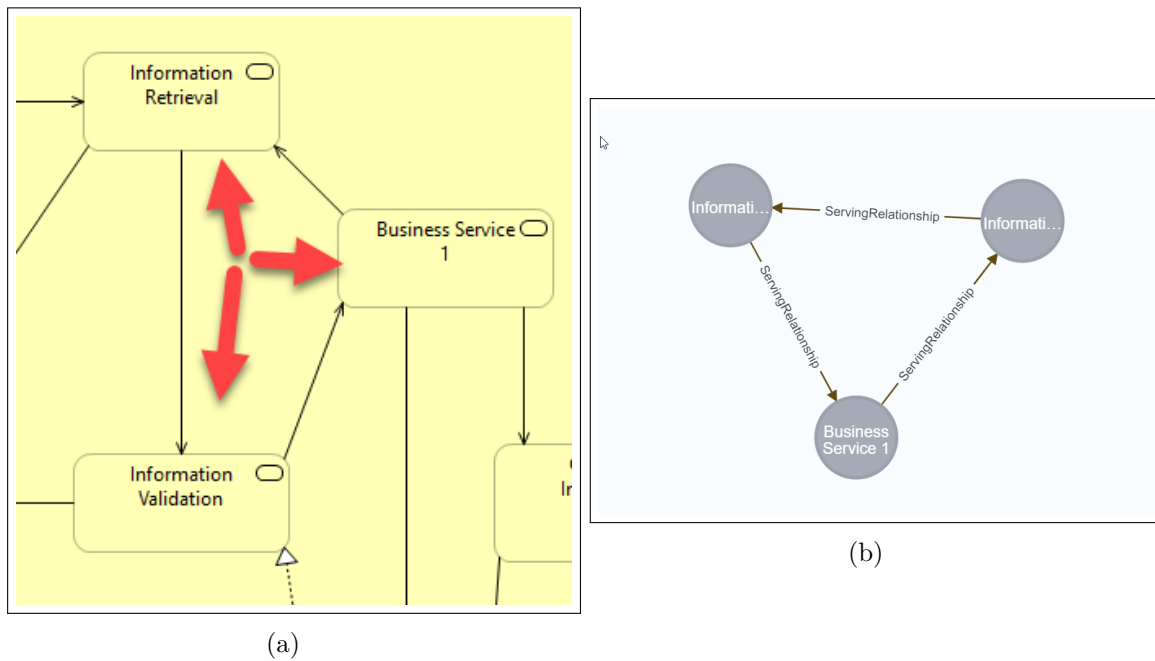 Information
Retrieval
Business Service
1
Information
Validation
(a)
Informati...
ServingRelationship
Informati...
ServingRelationship
ServingRelationship
Business
Service 1
(b)